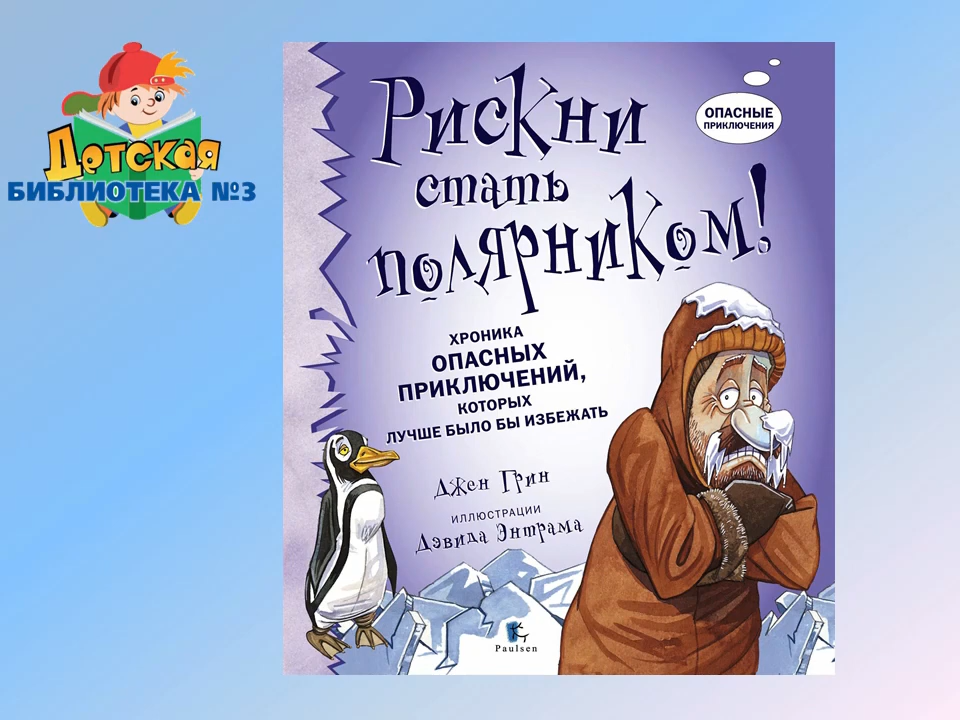 Детская
БИБЛИОТЕКА №3
Рискни
стать
полярником!
ОПАСНЫЕ
ПРИКЛЮЧЕНИЯ
ХРОНИКА
ОПАСНЫХ
ПРИКЛЮЧЕНИЙ,
КОТОРЫХ
ЛУЧШЕ БЫЛО БЫ ИЗБЕЖАТЬ
Джен Грин
ИЛЛЮСТРАЦИИ
Дэвида Энтрама
Paulsen